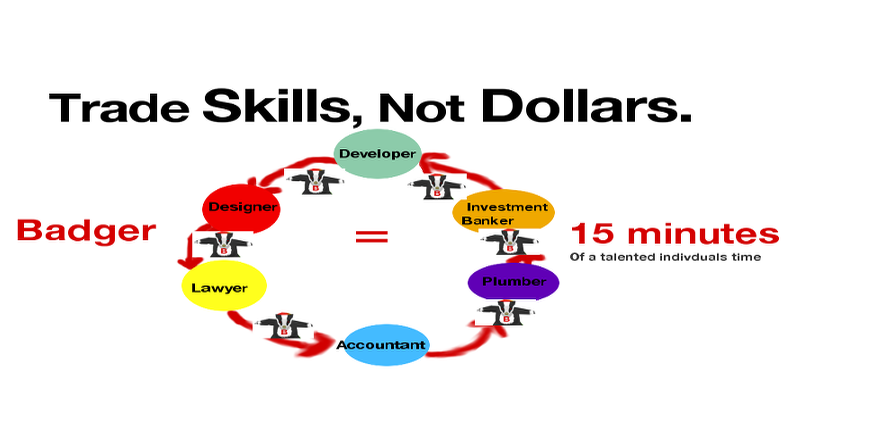 Trade Skills, Not Dollars.
Developer
Designer
Investment
Banker
Badger
=
15 minutes
Of a talented indivduals time
Lawyer
Plumber
Accountant
B
B
B
B
B
B